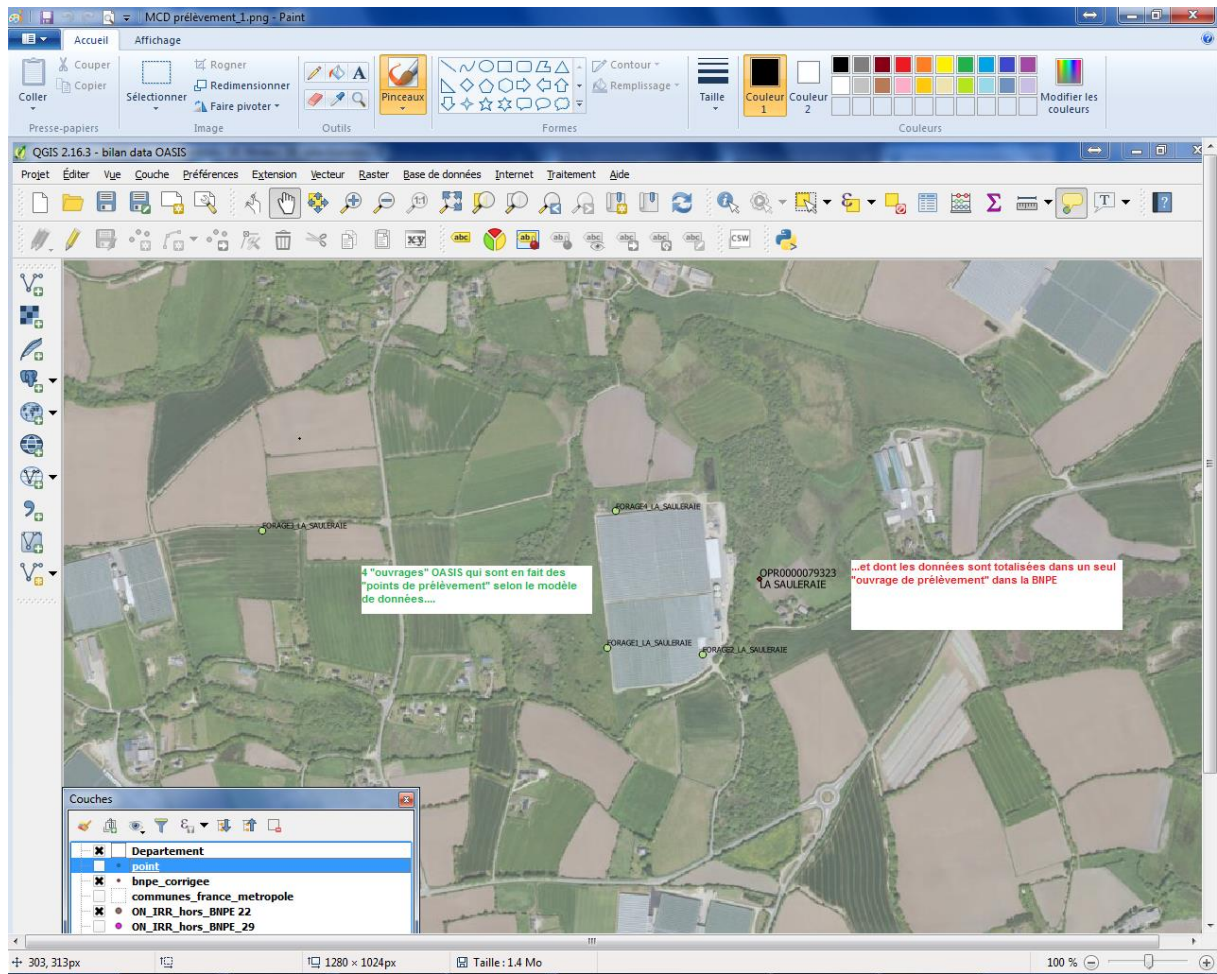 MCD prélèvement_1.png - Paint
Accueil Affichage
Coller
Couper
Copier
Presse-papiers
Sélectionner
Rogner
Redimensionner
Faire pivoter
Image
A
Outils
Pinceaux
Formes
Contour
Remplissage
Taille
Couleur 1
Couleur 2
Couleurs
Modifier les couleurs
QGIS 2.16.3 - bilan data OASIS
Projet Éditer Vue Couche Préférences Extension Vecteur Raster Base de données Internet Traitement Aide
abc
CSW
FORAGE3_LA_SAULERAIE
FORAGE4_LA_SAULERAIE
4 "ouvrages" OASIS qui sont en fait des
"points de prélèvement" selon le modèle
de données....
OPR0000079323
LA SAULERAIE
...et dont les données sont totalisées dans un seul
"ouvrage de prélèvement" dans la BNPE
FORAGE1_LA_SAULERAIE
FORAGE2_LA_SAULERAIE
Couches
Departement
point
bnpe_corrigee
communes_france_metropole
ON_IRR_hors_BNPE 22
ON_IRR_hors_BNPE_29
303, 313px
1280 × 1024px
Taille : 1.4 Mo
100 %